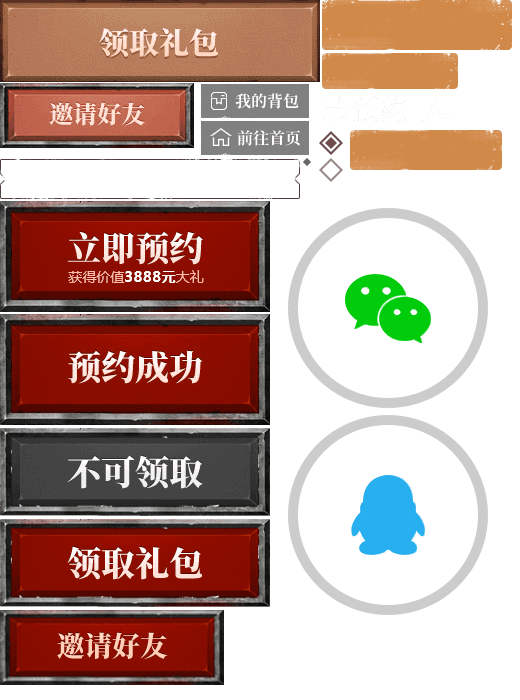 领取礼包
邀请好友
我的背包
前往首页
立即预约
获得价值3888元大礼
预约成功
不可领取
领取礼包
邀请好友